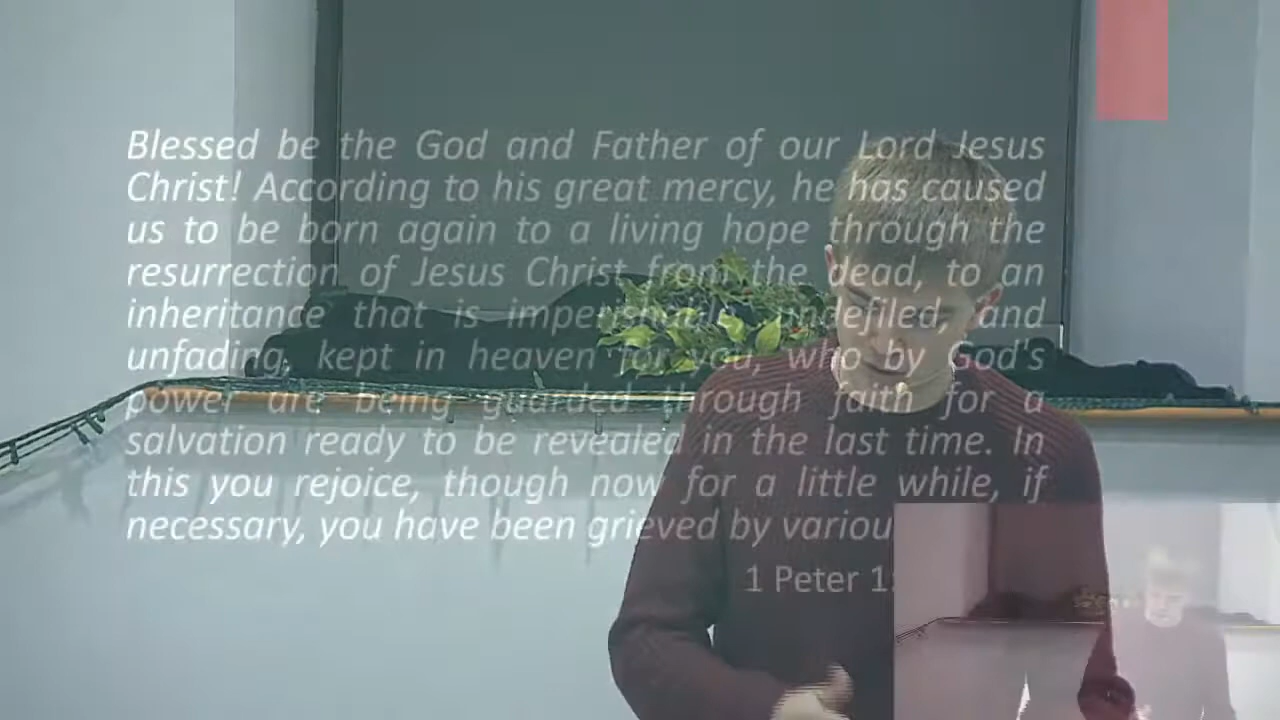 Blessed be the God and Father of our Lord Jesus
Christ! According to his great mercy, he has caused
us to be born again to a living hope through the
resurrection of Jesus Christ from the dead, to an
inheritance that is imperishable, undefiled, and
unfading, kept in heaven for you, who by God's
power are being guarded through faith for a
salvation ready to be revealed in the last time. In
this you rejoice, though now for a little while, if
necessary, you have been grieved by variou
1 Peter 1: